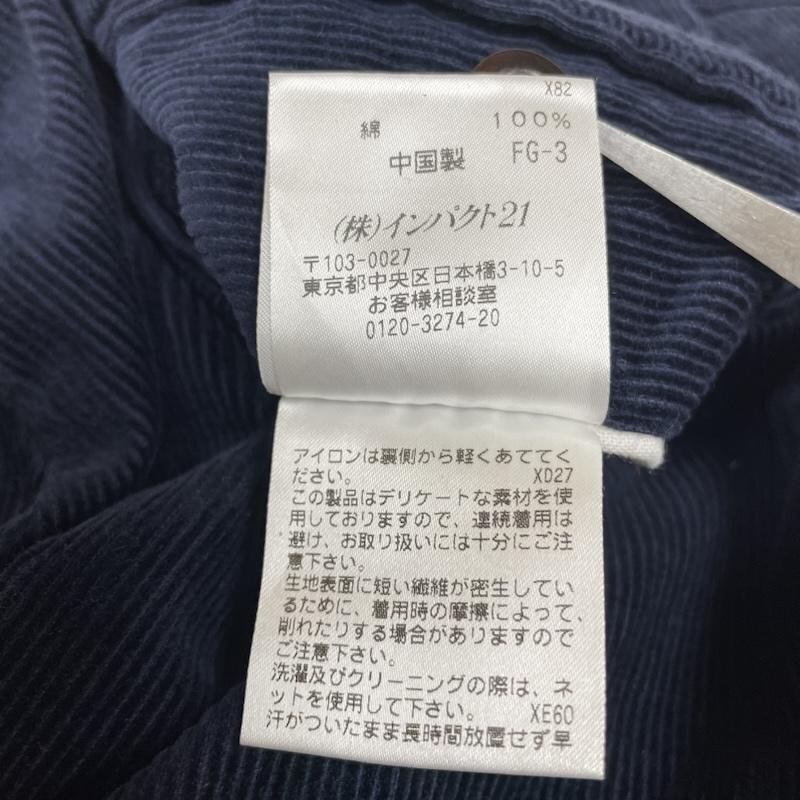 X82
綿 100%
中国製 FG-3
(株)インパクト21
〒103-0027
東京都中央区日本橋3-10-5
お客様相談室
0120-3274-20
アイロンは裏側から軽くあててく
ださい。 XD27
この製品はデリケートな素材を使
用しておりますので、連続着用は
避け、お取り扱いには十分にご注
意下さい。
生地表面に短い繊維が密生してい
るために、着用時の摩擦によって、
削れたりする場合がありますので
ご注意下さい。
洗濯及びクリーニングの際は、ネ
ットを使用して下さい。 XE60
汗がついたまま長時間放置せず早